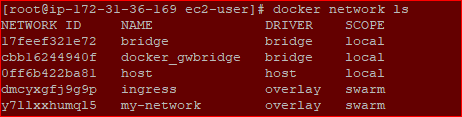 [root@ip-172-31-36-169 ec2-user]# docker network ls
NETWORK ID NAME DRIVER SCOPE
17feef321e72 bridge bridge local
cbb16244940f docker_gwbridge bridge local
0ff6b422ba81 host host local
dmcyxgfj9g9p ingress overlay swarm
y7llxxhumql5 my-network overlay swarm